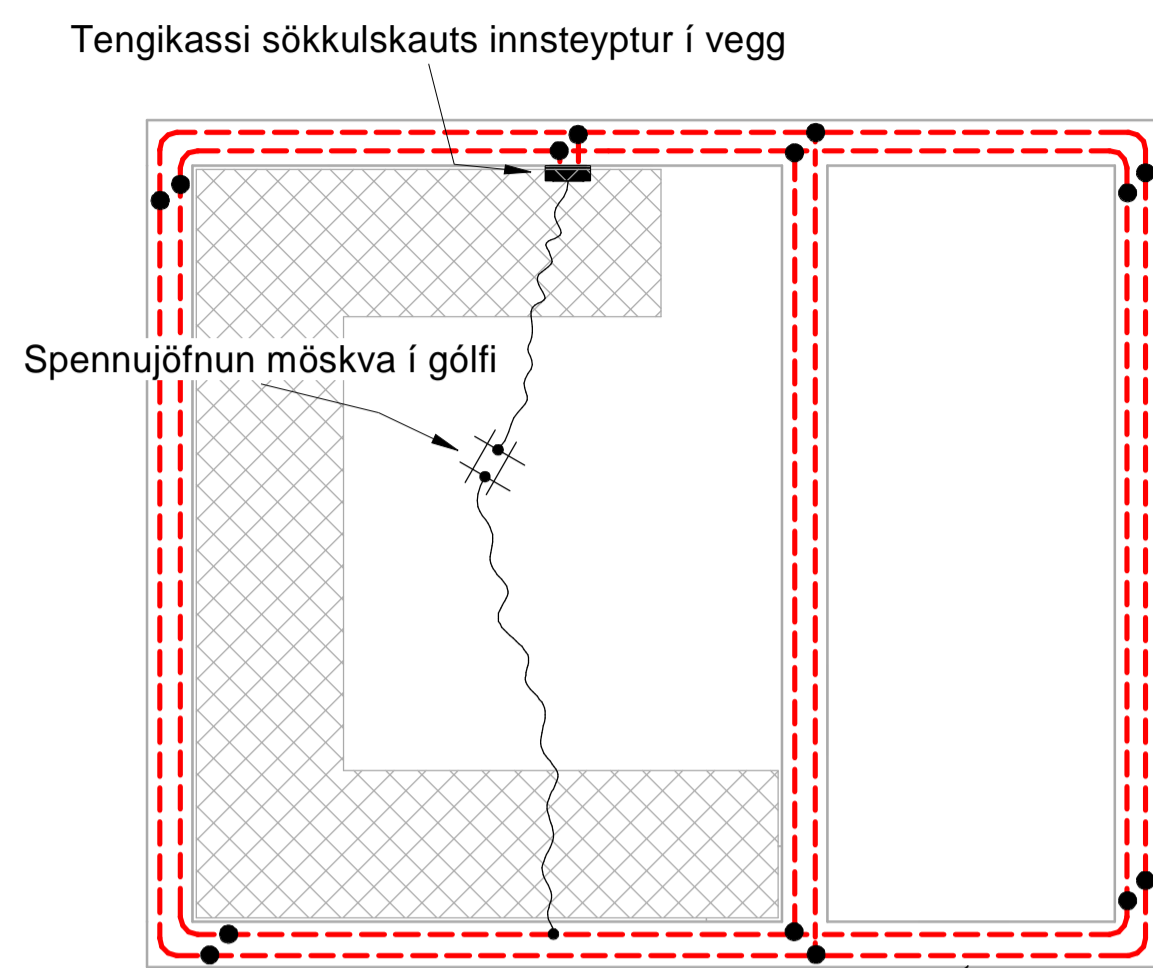 Tengikassi sökkulskauts innsteyptur í vegg
Spennujöfnun möskva í gólfi